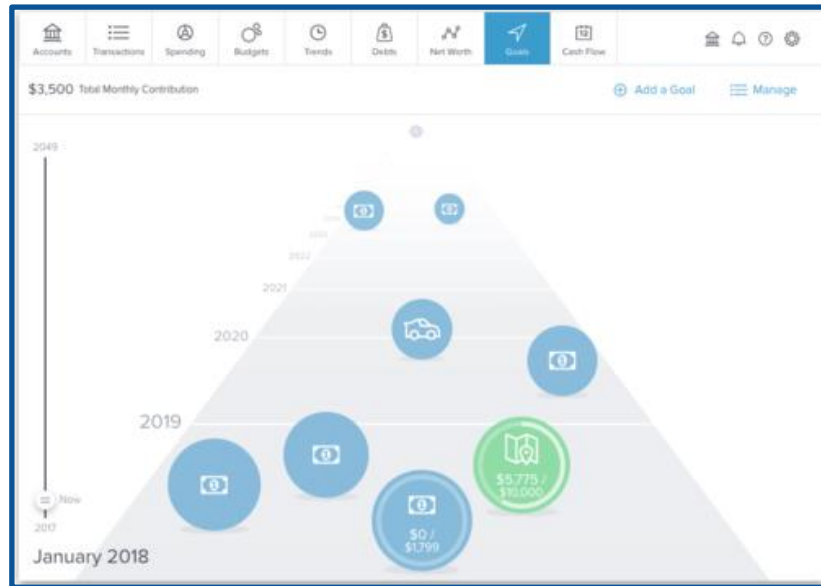 Accounts Transactions Spending Budgets Trends Debts Net Worth Goals Cash Flow
$3,500 Total Monthly Contribution Add a Goal Manage
2049
2022
2021
2020
2019
$5,775 /
$10,000
Now
$0 /
$1,799
2017
January 2018